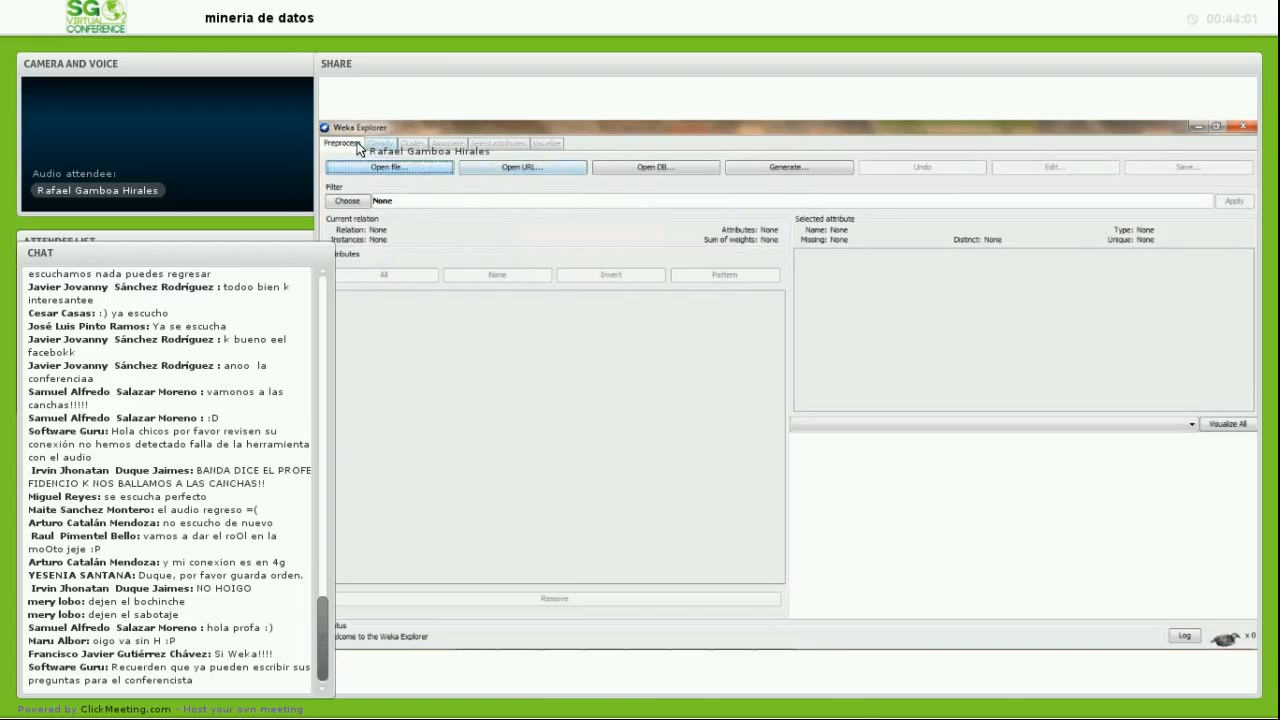 SG
VIRTUAL
CONFERENCE
mineria de datos
00:44:01
CAMERA AND VOICE
SHARE
Audio attendee:
Rafael Gamboa Hirales
ATTENDEE LIST
CHAT
escuchamos nada puedes regresar
Javier Jovanny Sánchez Rodríguez : todoo bien k
interesantee
Cesar Casas: :) ya escucho
José Luis Pinto Ramos: Ya se escucha
Javier Jovanny Sánchez Rodríguez : k bueno eel
facebokk
Javier Jovanny Sánchez Rodríguez : anoo la
conferenciaa
Samuel Alfredo Salazar Moreno : vamonos a las
canchas!!!!!
Samuel Alfredo Salazar Moreno : :D
Software Guru: Hola chicos por favor revisen su
conexión no hemos detectado falla de la herramienta
con el audio
Irvin Jhonatan Duque Jaimes: BANDA DICE EL PROFE
FIDENCIO K NOS BALLAMOS A LAS CANCHAS!!
Miguel Reyes: se escucha perfecto
Maite Sanchez Montero: el audio regreso =(
Arturo Catalán Mendoza: no escucho de nuevo
Raul Pimentel Bello: vamos a dar el roOl en la
moOto jeje :P
Arturo Catalán Mendoza: y mi conexion es en 4g
YESENIA SANTANA: Duque, por favor guarda orden.
Irvin Jhonatan Duque Jaimes: NO HOIGO
mery lobo: dejen el bochinche
mery lobo: dejen el sabotaje
Samuel Alfredo Salazar Moreno : hola profa :)
Maru Albor: oigo va sin H :P
Francisco Javier Gutiérrez Chávez: Si Weka!!!!
Software Guru: Recuerden que ya pueden escribir sus
preguntas para el conferencista
Weka Explorer
Preprocess Classify Cluster Associate Select attributes Visualize
Rafael Gamboa Hirales
Open file... Open URL... Open DB... Generate... Undo Edit... Save...
Filter
Choose None Apply
Current relation
Relation: None Attributes: None
Instances: None Sum of weights: None
Selected attribute
Name: None Type: None
Missing: None Distinct: None Unique: None
ttributes
All None Invert Pattern
Visualize All
Remove
atus
elcome to the Weka Explorer
Log x 0
Powered by ClickMeeting.com - Host your own meeting